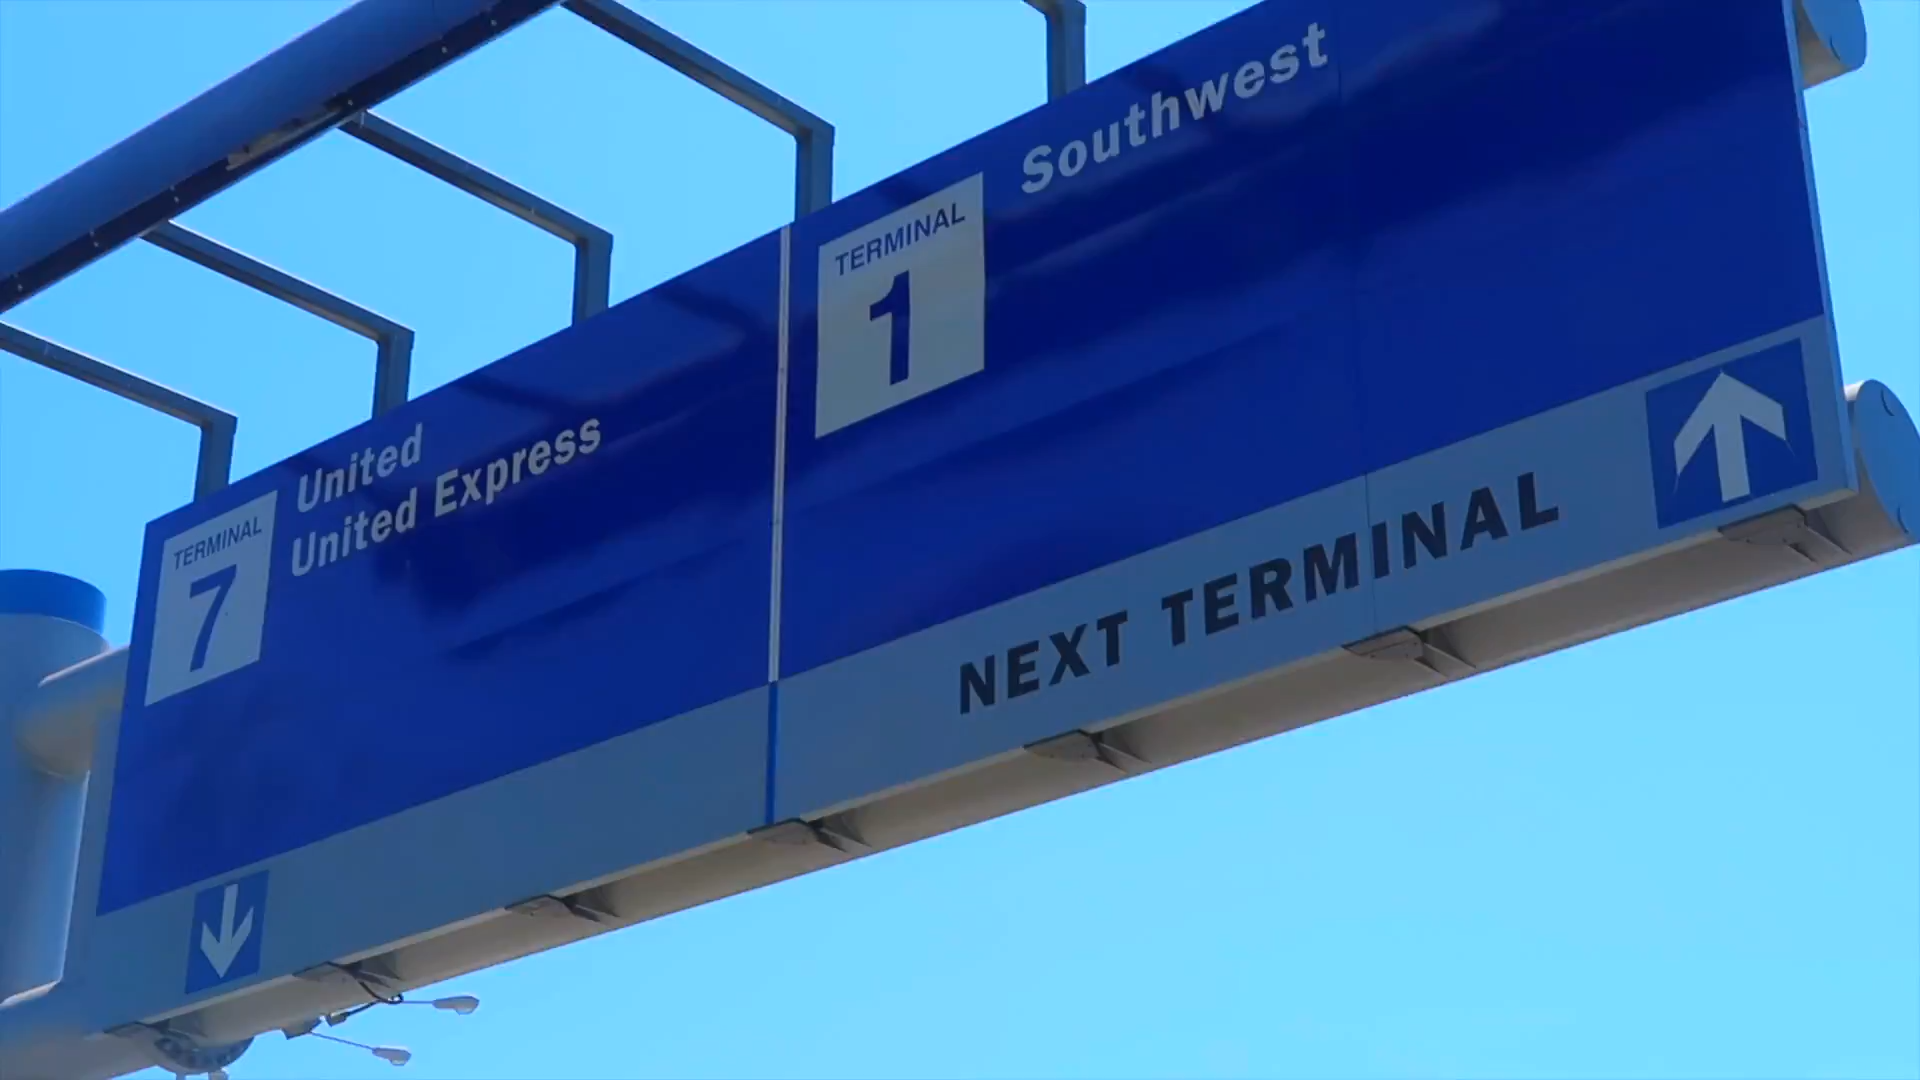 TERMINAL
7
United
United Express
TERMINAL
1
Southwest
NEXT TERMINAL